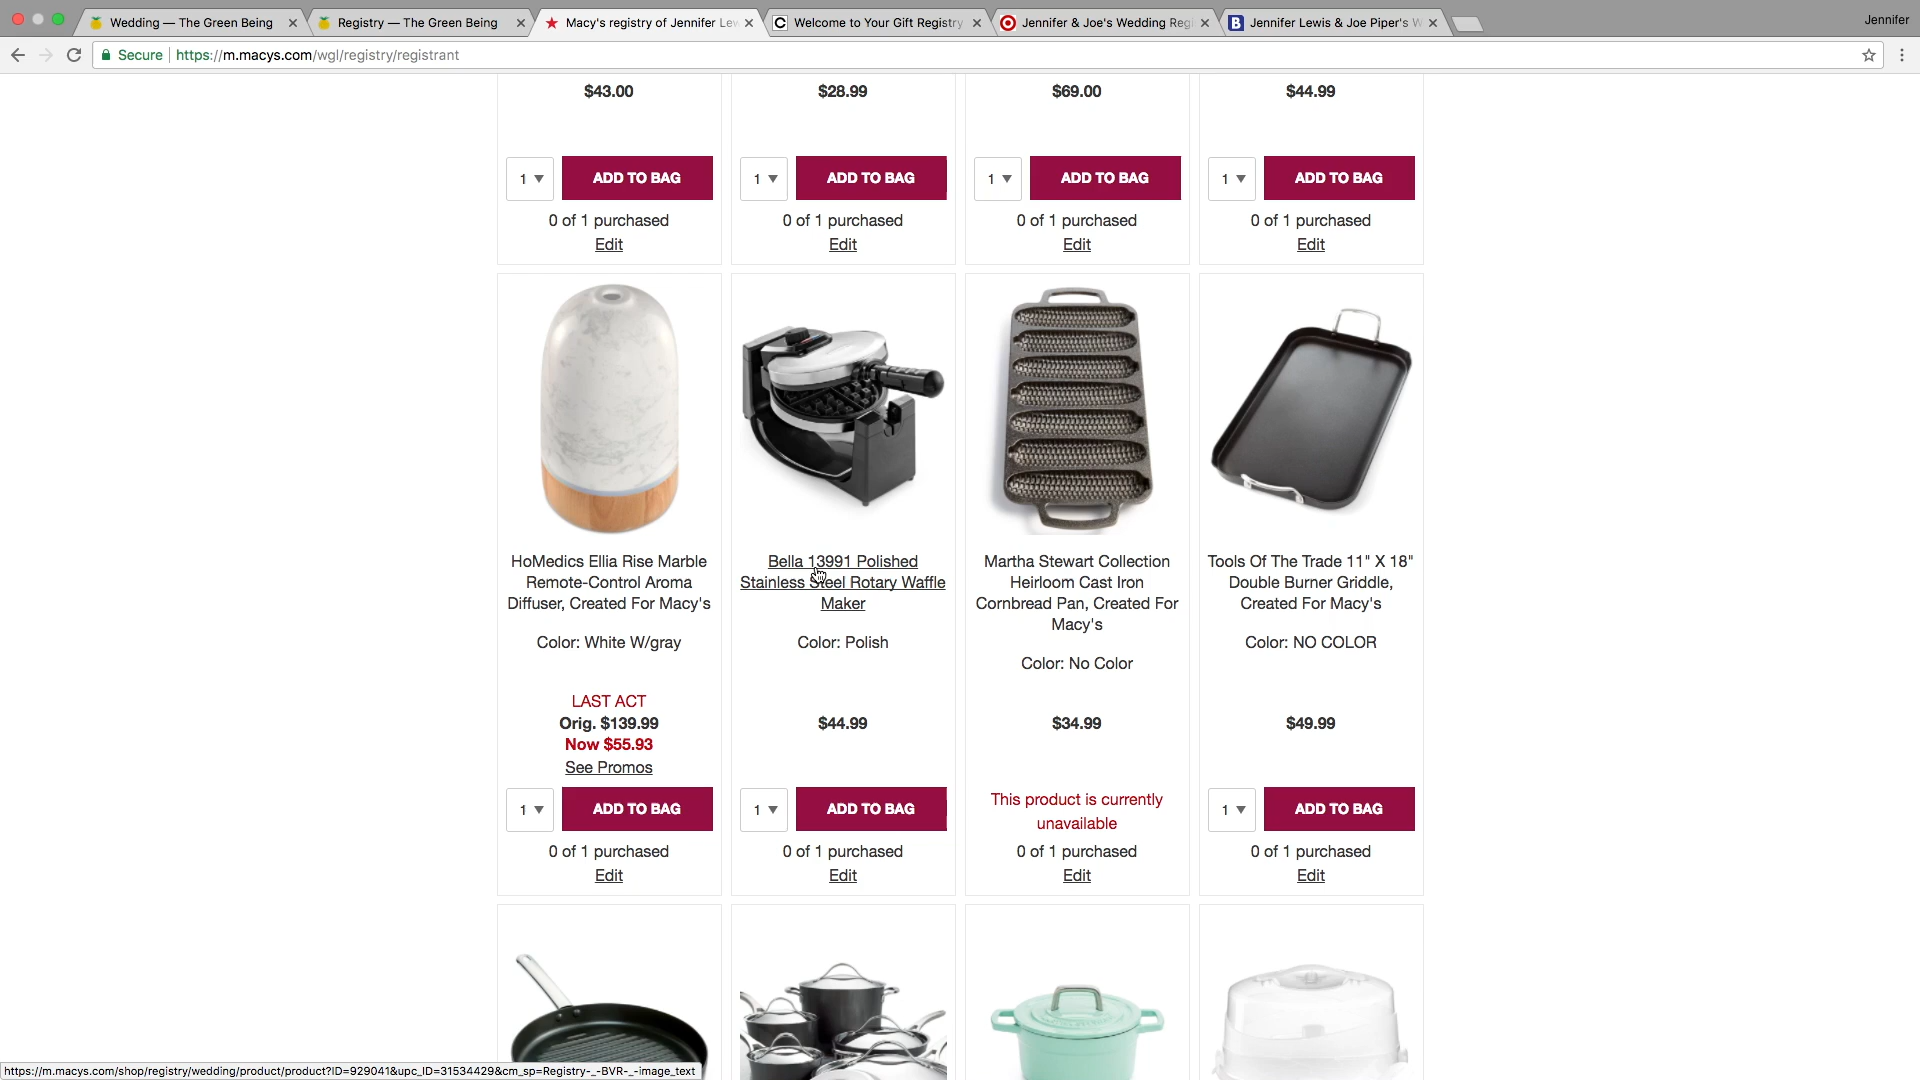 Wedding — The Green Being
Registry — The Green Being
Macy's registry of Jennifer Lew
Welcome to Your Gift Registry
Jennifer & Joe's Wedding Reg
Jennifer Lewis & Joe Piper's W
Jennifer
Secure
https://m.macys.com/wgl/registry/registrant
$43.00
$28.99
$69.00
$44.99
1 ADD TO BAG
1 ADD TO BAG
1 ADD TO BAG
1 ADD TO BAG
0 of 1 purchased
0 of 1 purchased
0 of 1 purchased
0 of 1 purchased
Edit
Edit
Edit
Edit
HoMedics Ellia Rise Marble
Remote-Control Aroma
Diffuser, Created For Macy's
Color: White W/gray
LAST ACT
Orig. $139.99
Now $55.93
See Promos
1 ADD TO BAG
0 of 1 purchased
Edit
Bella 13991 Polished
Stainless Steel Rotary Waffle
Maker
Color: Polish
$44.99
1 ADD TO BAG
0 of 1 purchased
Edit
Martha Stewart Collection
Heirloom Cast Iron
Cornbread Pan, Created For
Macy's
Color: No Color
$34.99
This product is currently
unavailable
0 of 1 purchased
Edit
Tools Of The Trade 11" X 18"
Double Burner Griddle,
Created For Macy's
Color: NO COLOR
$49.99
1 ADD TO BAG
0 of 1 purchased
Edit
https://m.macys.com/shop/registry/wedding/product/product?ID=929041&upc_ID=31534429&cm_sp=Registry-_-BVR-_-image_text